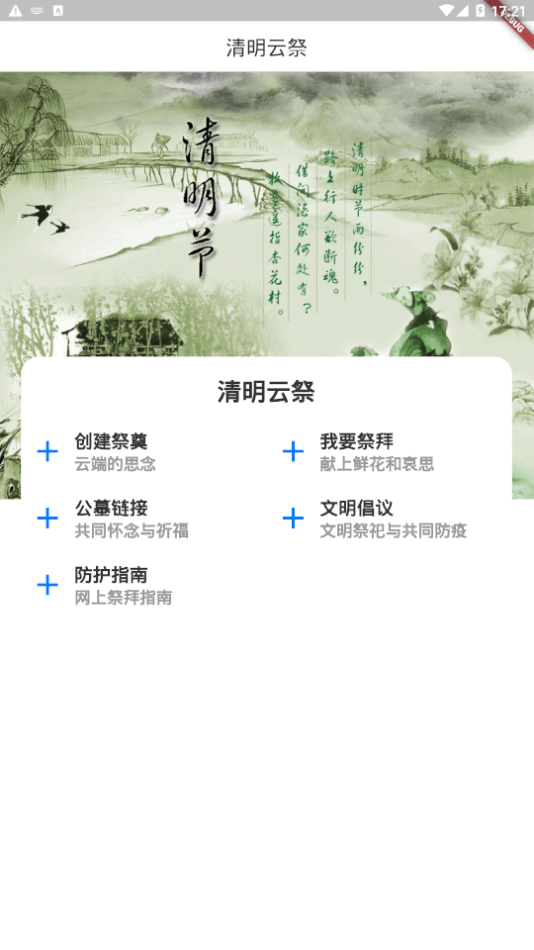 17:21
DEBUG
清明云祭
清明节
清明时节雨纷纷，
路上行人欲断魂。
借问酒家何处有？
牧童遥指杏花村。
清明云祭
创建祭奠
云端的思念
我要祭拜
献上鲜花和哀思
公墓链接
共同怀念与祈福
文明倡议
文明祭祀与共同防疫
防护指南
网上祭拜指南